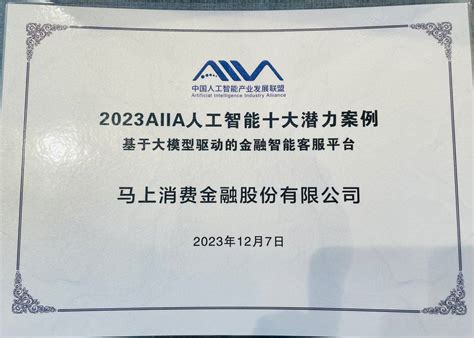 AIIA
中国人工智能产业发展联盟
Artificial Intelligence Industry Alliance
2023AIIA人工智能十大潜力案例
基于大模型驱动的金融智能客服平台
马上消费金融股份有限公司
2023年12月7日